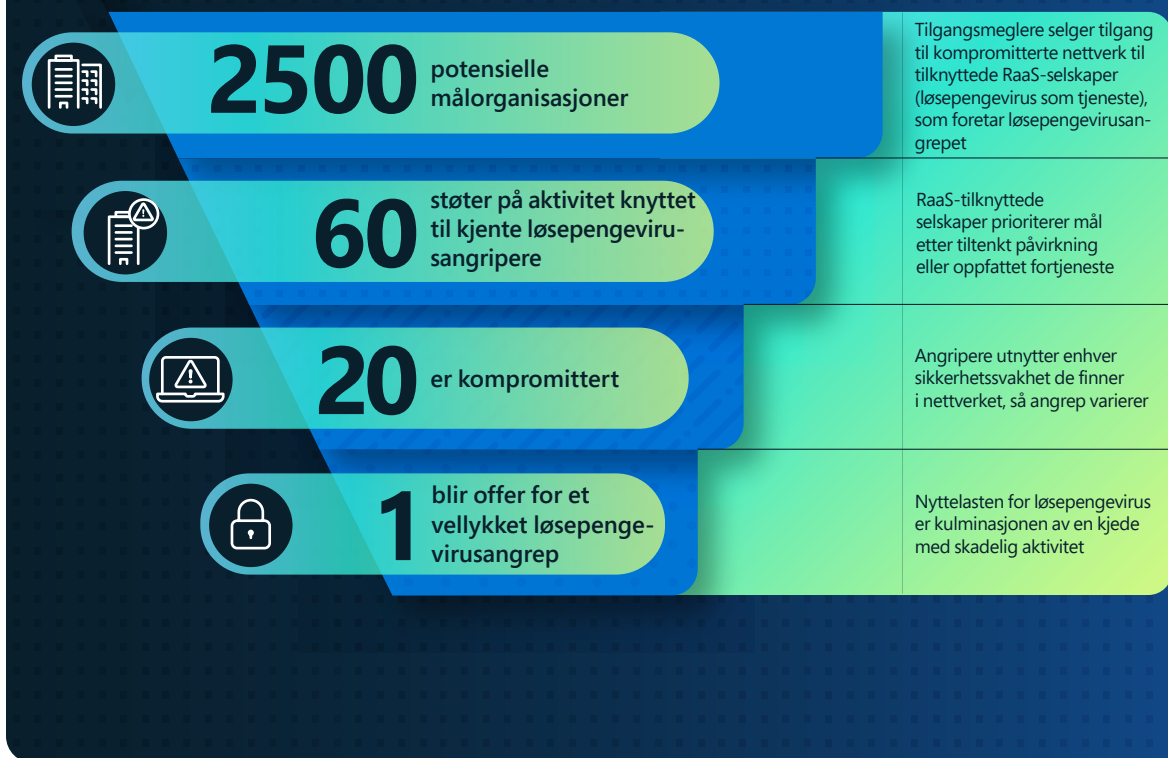 2500
potensielle
målorganisasjoner
Tilgangsmeglere selger tilgang
til kompromitterte nettverk til
tilknyttede RaaS-selskaper
(løsepengevirus som tjeneste),
som foretar løsepengevirusan-
grepet
60
støter på aktivitet knyttet
til kjente løsepengeviru-
sangripere
RaaS-tilknyttede
selskaper prioriterer mål
etter tiltenkt påvirkning
eller oppfattet fortjeneste
20
er kompromittert
Angripere utnytter enhver
sikkerhetssvakhet de finner
i nettverket, så angrep varierer
1
blir offer for et
vellykket løsepenge-
virusangrep
Nyttelasten for løsepengevirus
er kulminasjonen av en kjede
med skadelig aktivitet